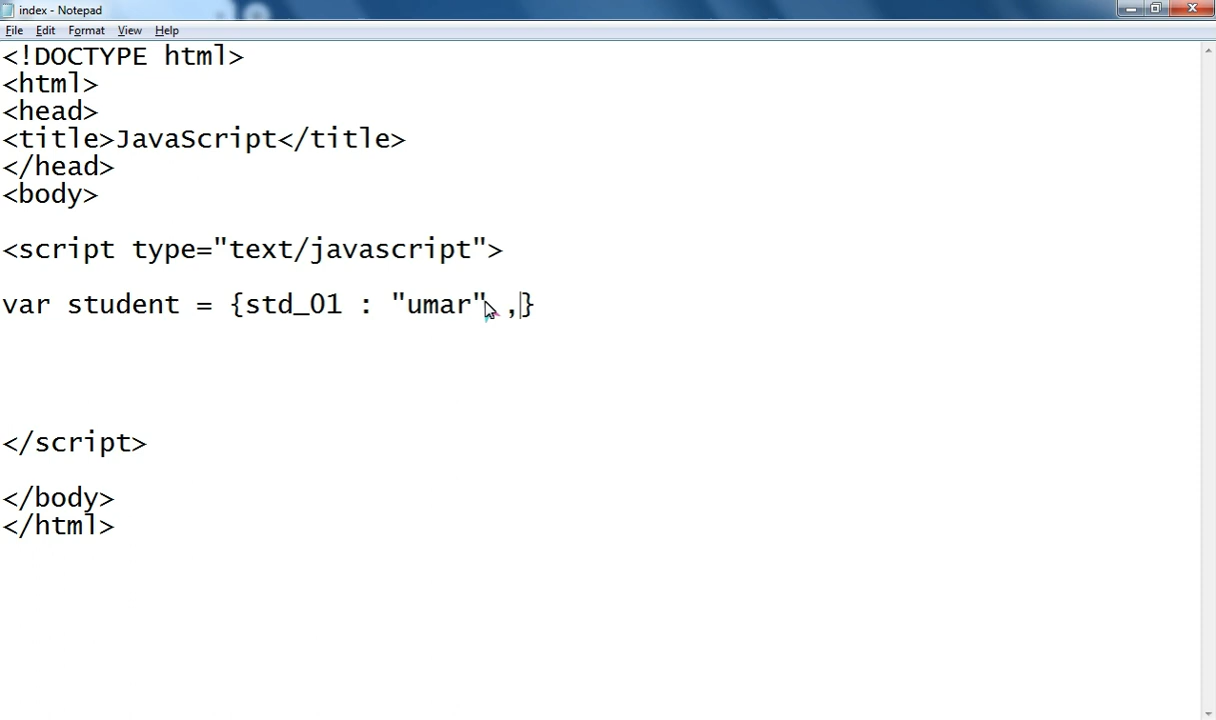 index - Notepad
File Edit Format View Help
<!DOCTYPE html>
<html>
<head>
<title>JavaScript</title>
</head>
<body>
<script type="text/javascript">
var student = {std_01 : "umar" ,}
</script>
</body>
</html>